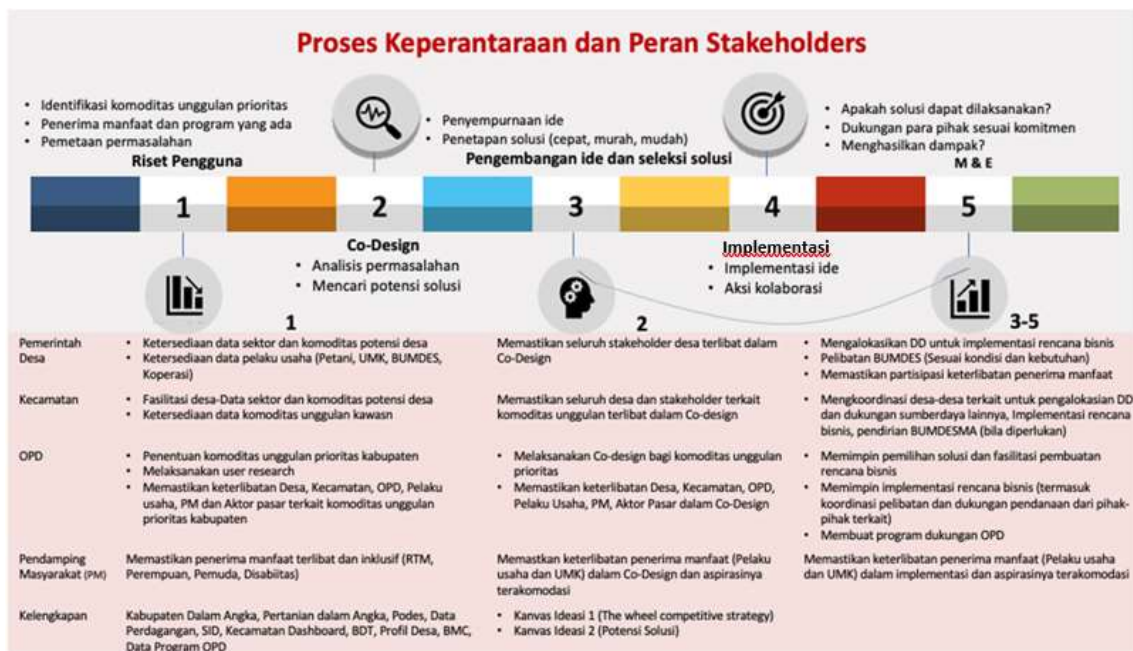 Proses Keperantaraan dan Peran Stakeholders
• Identifikasi komoditas unggulan prioritas
• Penerima manfaat dan program yang ada
• Pemetaan permasalahan
Riset Pengguna
• Penyempurnaan ide
• Penetapan solusi (cepat, murah, mudah)
Pengembangan ide dan seleksi solusi
• Apakah solusi dapat dilaksanakan?
• Dukungan para pihak sesuai komitmen
• Menghasilkan dampak?
M & E
1 2 3 4 5
Co-Design
• Analisis permasalahan
• Mencari potensi solusi
Implementasi
• Implementasi ide
• Aksi kolaborasi
1 2 3-5
Pemerintah
Desa
• Ketersediaan data sektor dan komoditas potensi desa
• Ketersediaan data pelaku usaha (Petani, UMK, BUMDES,
Koperasi)
Memastikan seluruh stakeholder desa terlibat dalam
Co-Design
• Mengalokasikan DD untuk implementasi rencana bisnis
• Pelibatan BUMDES (Sesuai kondisi dan kebutuhan)
• Memastikan partisipasi keterlibatan penerima manfaat
Kecamatan
• Fasilitasi desa-Data sektor dan komoditas potensi desa
• Ketersediaan data komoditas unggulan kawasn
Memastikan seluruh desa dan stakeholder terkait
komoditas unggulan terlibat dalam Co-design
• Mengkoordinasi desa-desa terkait untuk pengalokasian DD
dan dukungan sumberdaya lainnya, Implementasi rencana
bisnis, pendirian BUMDESMA (bila diperlukan)
OPD
• Penentuan komoditas unggulan prioritas kabupaten
• Melaksanakan user research
• Memastikan keterlibatan Desa, Kecamatan, OPD, Pelaku
usaha, PM dan Aktor pasar terkait komoditas unggulan
prioritas kabupaten
• Melaksanakan Co-design bagi komoditas unggulan
prioritas
• Memastikan keterlibatan Desa, Kecamatan, OPD,
Pelaku Usaha, PM, Aktor Pasar dalam Co-Design
• Memimpin pemilihan solusi dan fasilitasi pembuatan
rencana bisnis
• Memimpin implementasi rencana bisnis (termasuk
koordinasi pelibatan dan dukungan pendanaan dari pihak-
pihak terkait)
• Membuat program dukungan OPD
Pendamping
Masyarakat (PM)
Memastikan penerima manfaat terlibat dan inklusif (RTM,
Perempuan, Pemuda, Disabiitas)
Memastkan keterlibatan penerima manfaat (Pelaku
usaha dan UMK) dalam Co-Design dan aspirasinya
terakomodasi
Memastikan keterlibatan penerima manfaat (Pelaku usaha
dan UMK) dalam implementasi dan aspirasinya terakomodasi
Kelengkapan
Kabupaten Dalam Angka, Pertanian dalam Angka, Podes, Data
Perdagangan, SID, Kecamatan Dashboard, BDT, Profil Desa, BMC,
Data Program OPD
• Kanvas Ideasi 1 (The wheel competitive strategy)
• Kanvas Ideasi 2 (Potensi Solusi)